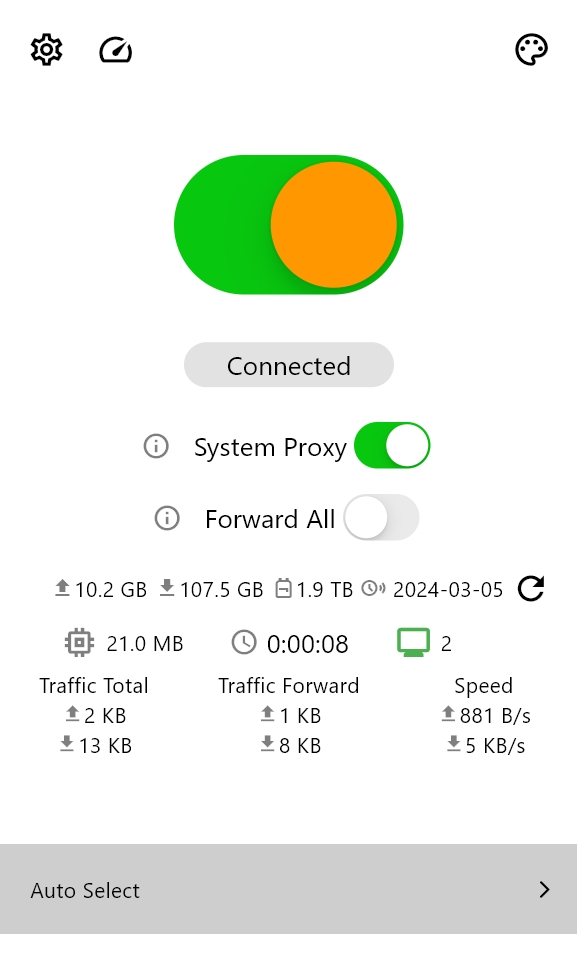 Connected
System Proxy
Forward All
10.2 GB 107.5 GB 1.9 TB 2024-03-05
21.0 MB 0:00:08 2
Traffic Total Traffic Forward Speed
2 KB 1 KB 881 B/s
13 KB 8 KB 5 KB/s
Auto Select